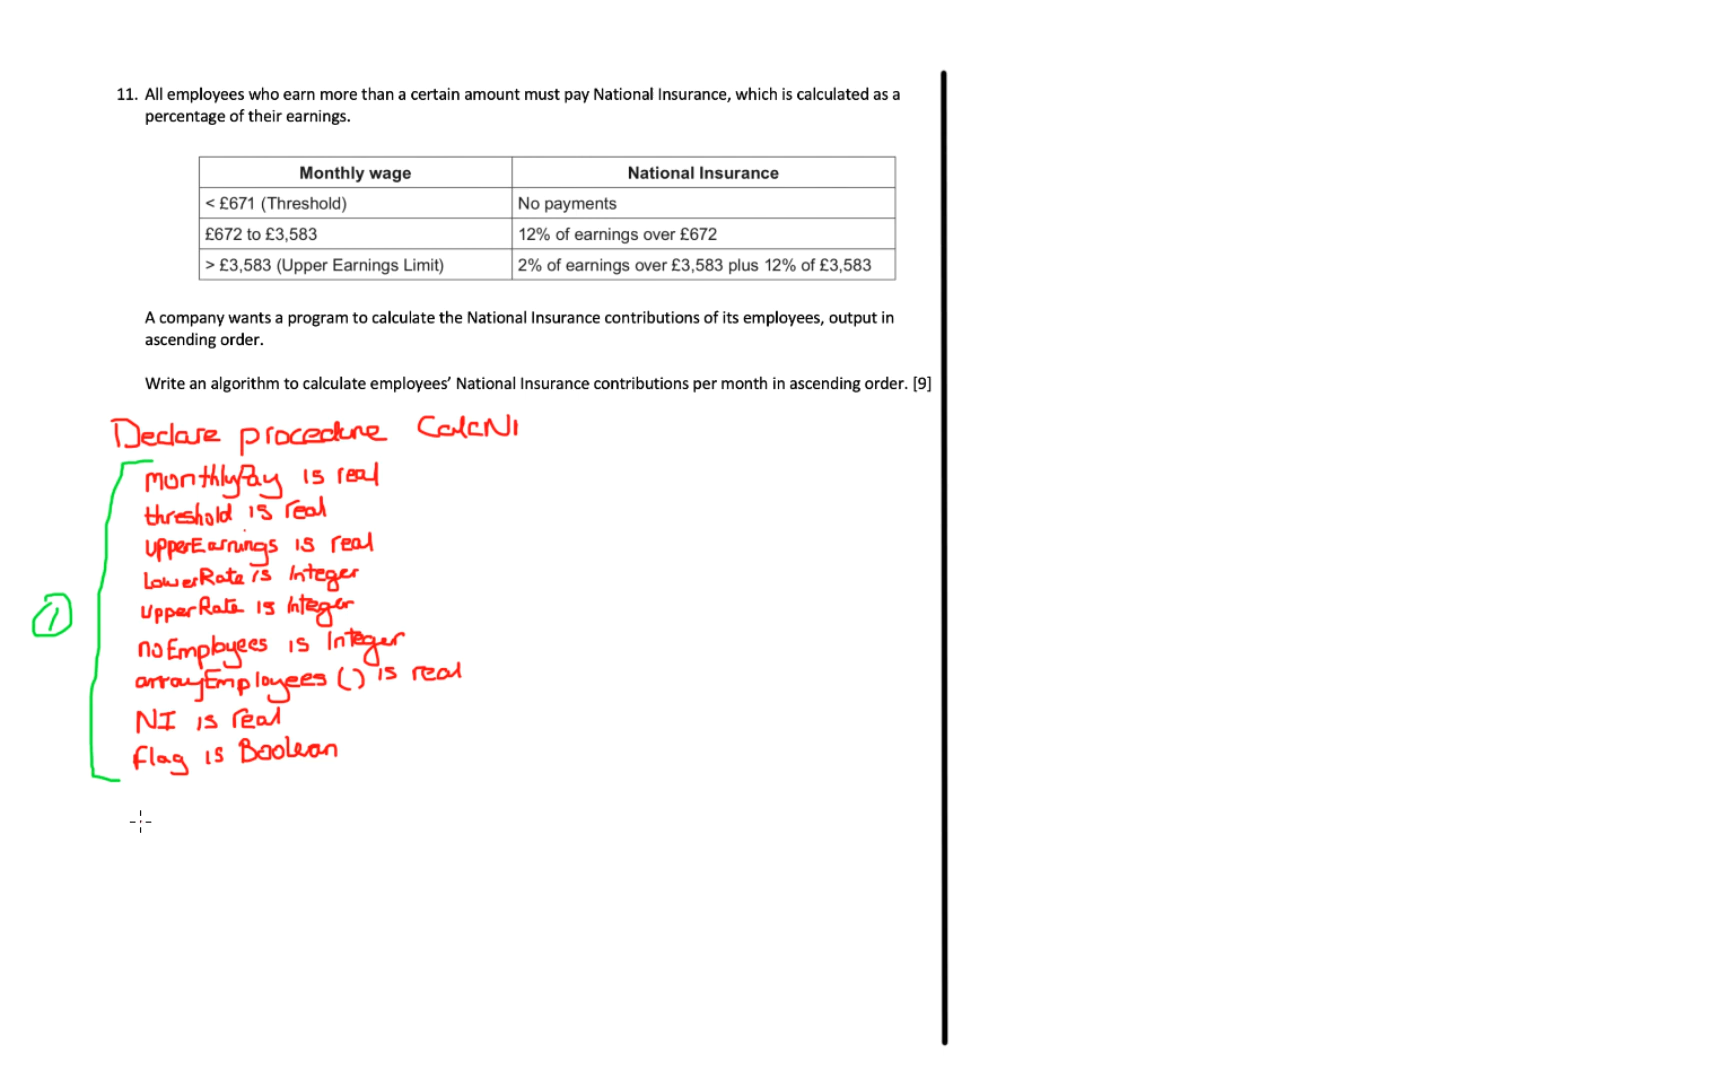 11. All employees who earn more than a certain amount must pay National Insurance, which is calculated as a
percentage of their earnings.
Monthly wage National Insurance
< £671 (Threshold) No payments
£672 to £3,583 12% of earnings over £672
> £3,583 (Upper Earnings Limit) 2% of earnings over £3,583 plus 12% of £3,583
A company wants a program to calculate the National Insurance contributions of its employees, output in
ascending order.
Write an algorithm to calculate employees' National Insurance contributions per month in ascending order. [9]
Declare procedure CalcNI
monthlyPay is real
threshold is real
upperEarnings is real
lowerRate is Integer
upperRate is Integer
noEmployees is Integer
arrayEmployees () is real
NI is real
flag is Boolean
1